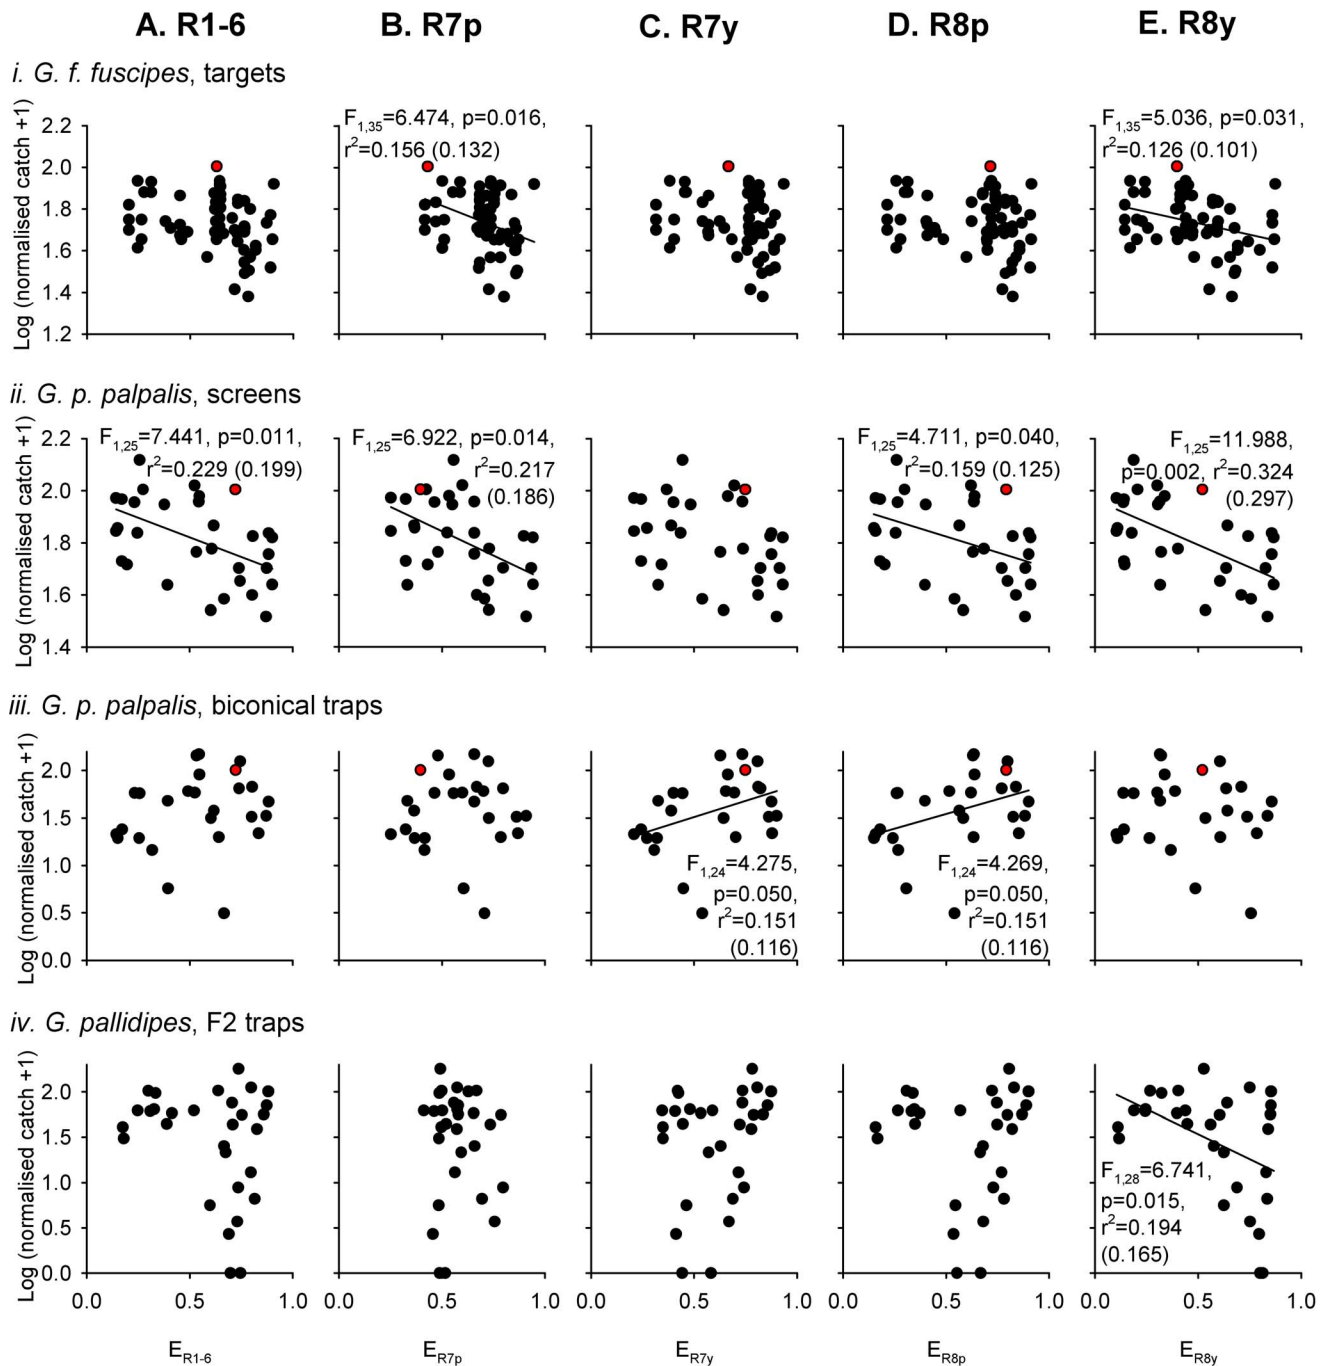 A. R1-6 B. R7p C. R7y D. R8p E. R8y
i. G. f. fuscipes, targets
Log (normalised catch +1)
2.2
2.0
1.8
1.6
1.4
1.2
F1,35=6.474, p=0.016,
r2=0.156 (0.132)
F1,35=5.036, p=0.031,
r2=0.126 (0.101)
ii. G. p. palpalis, screens
Log (normalised catch +1)
2.2
2.0
1.8
1.6
1.4
F1,25=7.441, p=0.011,
r2=0.229 (0.199)
F1,25=6.922, p=0.014,
r2=0.217
(0.186)
F1,25=4.711, p=0.040,
r2=0.159 (0.125)
F1,25=11.988,
p=0.002, r2=0.324
(0.297)
iii. G. p. palpalis, biconical traps
Log (normalised catch +1)
2.0
1.5
1.0
0.5
0.0
F1,24=4.275,
p=0.050,
r2=0.151
(0.116)
F1,24=4.269,
p=0.050,
r2=0.151
(0.116)
iv. G. pallidipes, F2 traps
Log (normalised catch +1)
2.0
1.5
1.0
0.5
0.0
F1,28=6.741,
p=0.015,
r2=0.194
(0.165)
0.0 0.5 1.0 0.0 0.5 1.0 0.0 0.5 1.0 0.0 0.5 1.0 0.0 0.5 1.0
ER1-6 ER7p ER7y ER8p ER8y